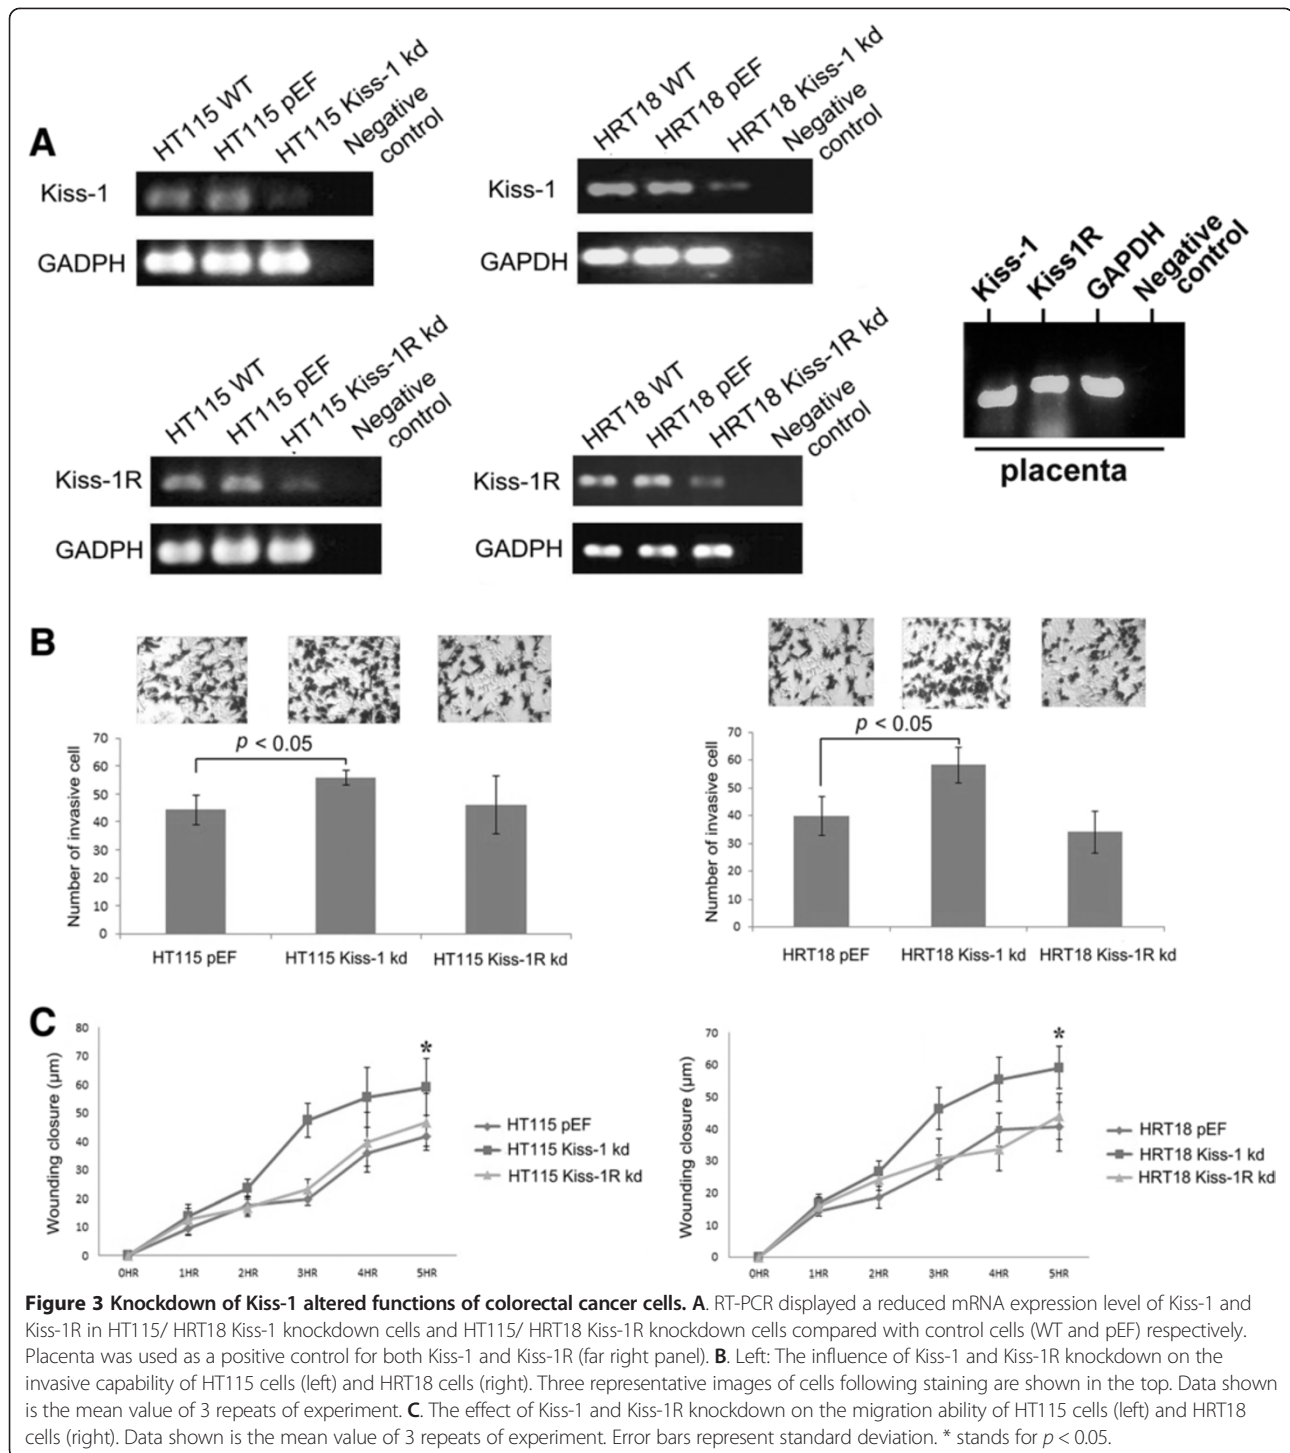 A
HT115 WT
HT115 pEF
HT115 Kiss-1 kd
Negative
control
Kiss-1
GADPH
HRT18 WT
HRT18 pEF
HRT18 Kiss-1 kd
Negative
control
Kiss-1
GAPDH
Kiss-1
Kiss1R
GAPDH
Negative
control
placenta
HT115 WT
HT115 pEF
HT115 Kiss-1R kd
Negative
control
Kiss-1R
GADPH
HRT18 WT
HRT18 pEF
HRT18 Kiss-1R kd
Negative
control
Kiss-1R
GADPH
B
Number of invasive cell
70
60
50
40
30
20
10
0
p < 0.05
HT115 pEF
HT115 Kiss-1 kd
HT115 Kiss-1R kd
Number of invasive cell
70
60
50
40
30
20
10
0
p < 0.05
HRT18 pEF
HRT18 Kiss-1 kd
HRT18 Kiss-1R kd
C
Wounding closure (µm)
80
70
60
50
40
30
20
10
0
*
0HR
1HR
2HR
3HR
4HR
5HR
HT115 pEF
HT115 Kiss-1 kd
HT115 Kiss-1R kd
Wounding closure (µm)
70
60
50
40
30
20
10
0
*
0HR
1HR
2HR
3HR
4HR
5HR
HRT18 pEF
HRT18 Kiss-1 kd
HRT18 Kiss-1R kd
Figure 3 Knockdown of Kiss-1 altered functions of colorectal cancer cells. A. RT-PCR displayed a reduced mRNA expression level of Kiss-1 and
Kiss-1R in HT115/ HRT18 Kiss-1 knockdown cells and HT115/ HRT18 Kiss-1R knockdown cells compared with control cells (WT and pEF) respectively.
Placenta was used as a positive control for both Kiss-1 and Kiss-1R (far right panel). B. Left: The influence of Kiss-1 and Kiss-1R knockdown on the
invasive capability of HT115 cells (left) and HRT18 cells (right). Three representative images of cells following staining are shown in the top. Data shown
is the mean value of 3 repeats of experiment. C. The effect of Kiss-1 and Kiss-1R knockdown on the migration ability of HT115 cells (left) and HRT18
cells (right). Data shown is the mean value of 3 repeats of experiment. Error bars represent standard deviation. * stands for p < 0.05.